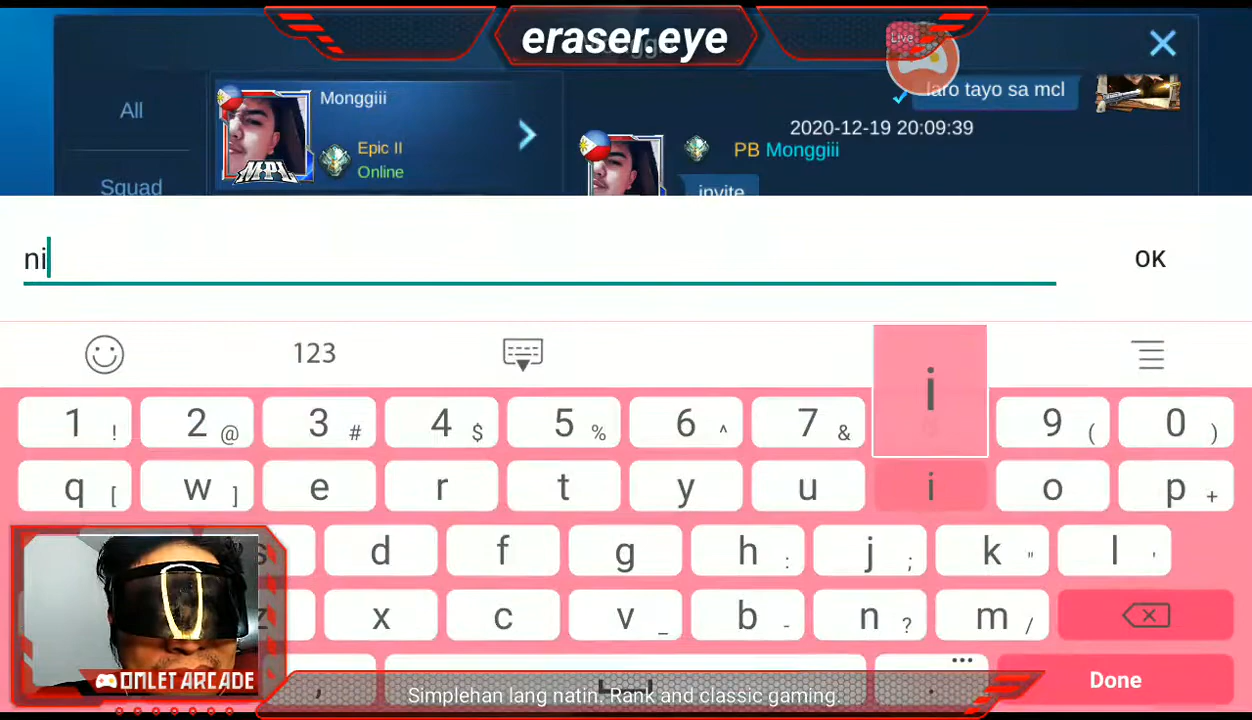 eraser.eye
Live
All
Monggiii
laro tayo sa mcl
2020-12-19 20:09:39
Epic II
PB Monggiii
Online
MPL
Squad
invite
ni
OK
123
i
1 ! 2 @ 3 # 4 $ 5 % 6 ^ 7 & 9 ( 0 )
q [ w ] e r t y u i o p +
s d f g h : j ; k " l '
z x c v _ b - n ? m /
OMLET ARCADE
, . ... Done
Simplehan lang natin. Rank and classic gaming.